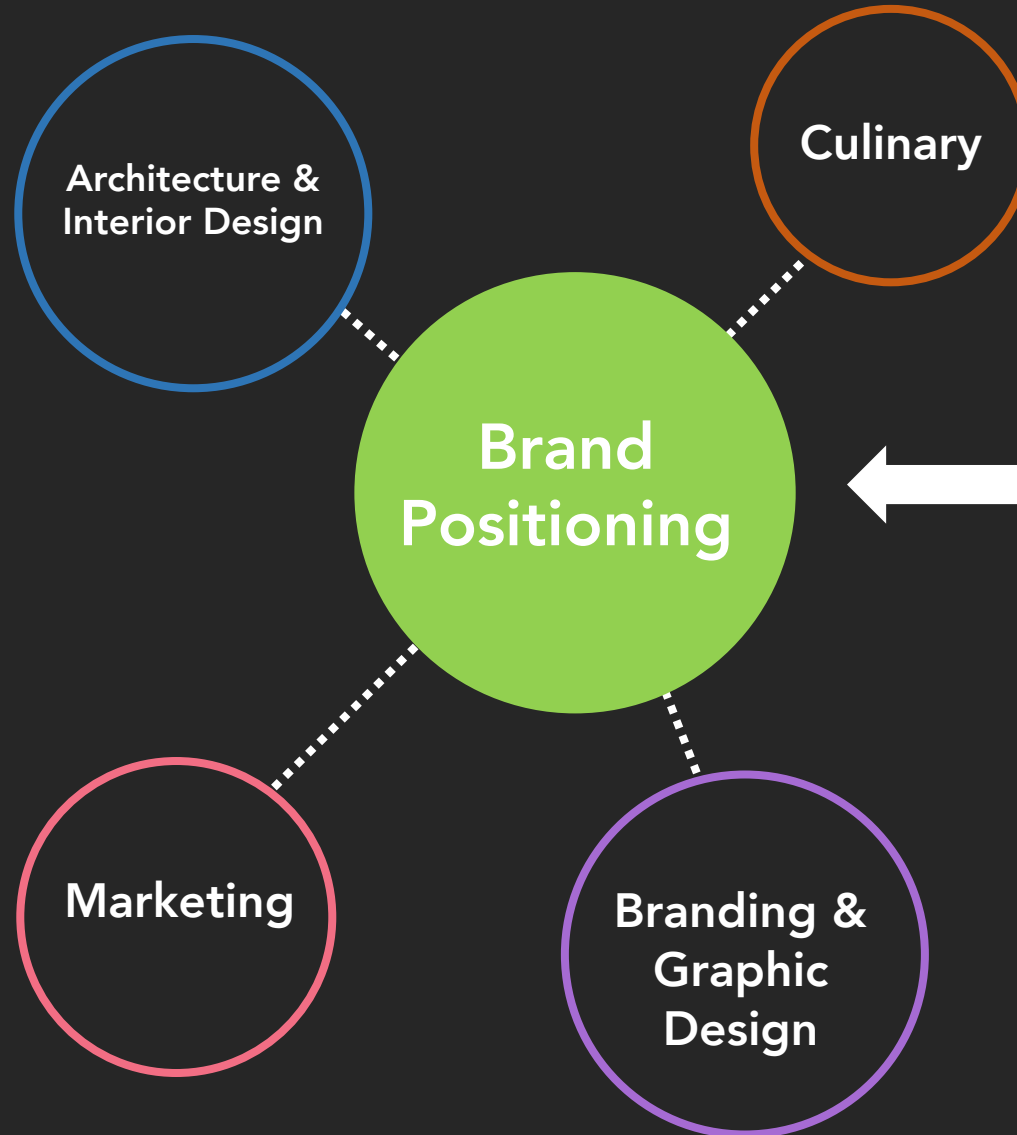 Culinary
Architecture &
Interior Design
Brand
Positioning
Marketing
Branding &
Graphic
Design